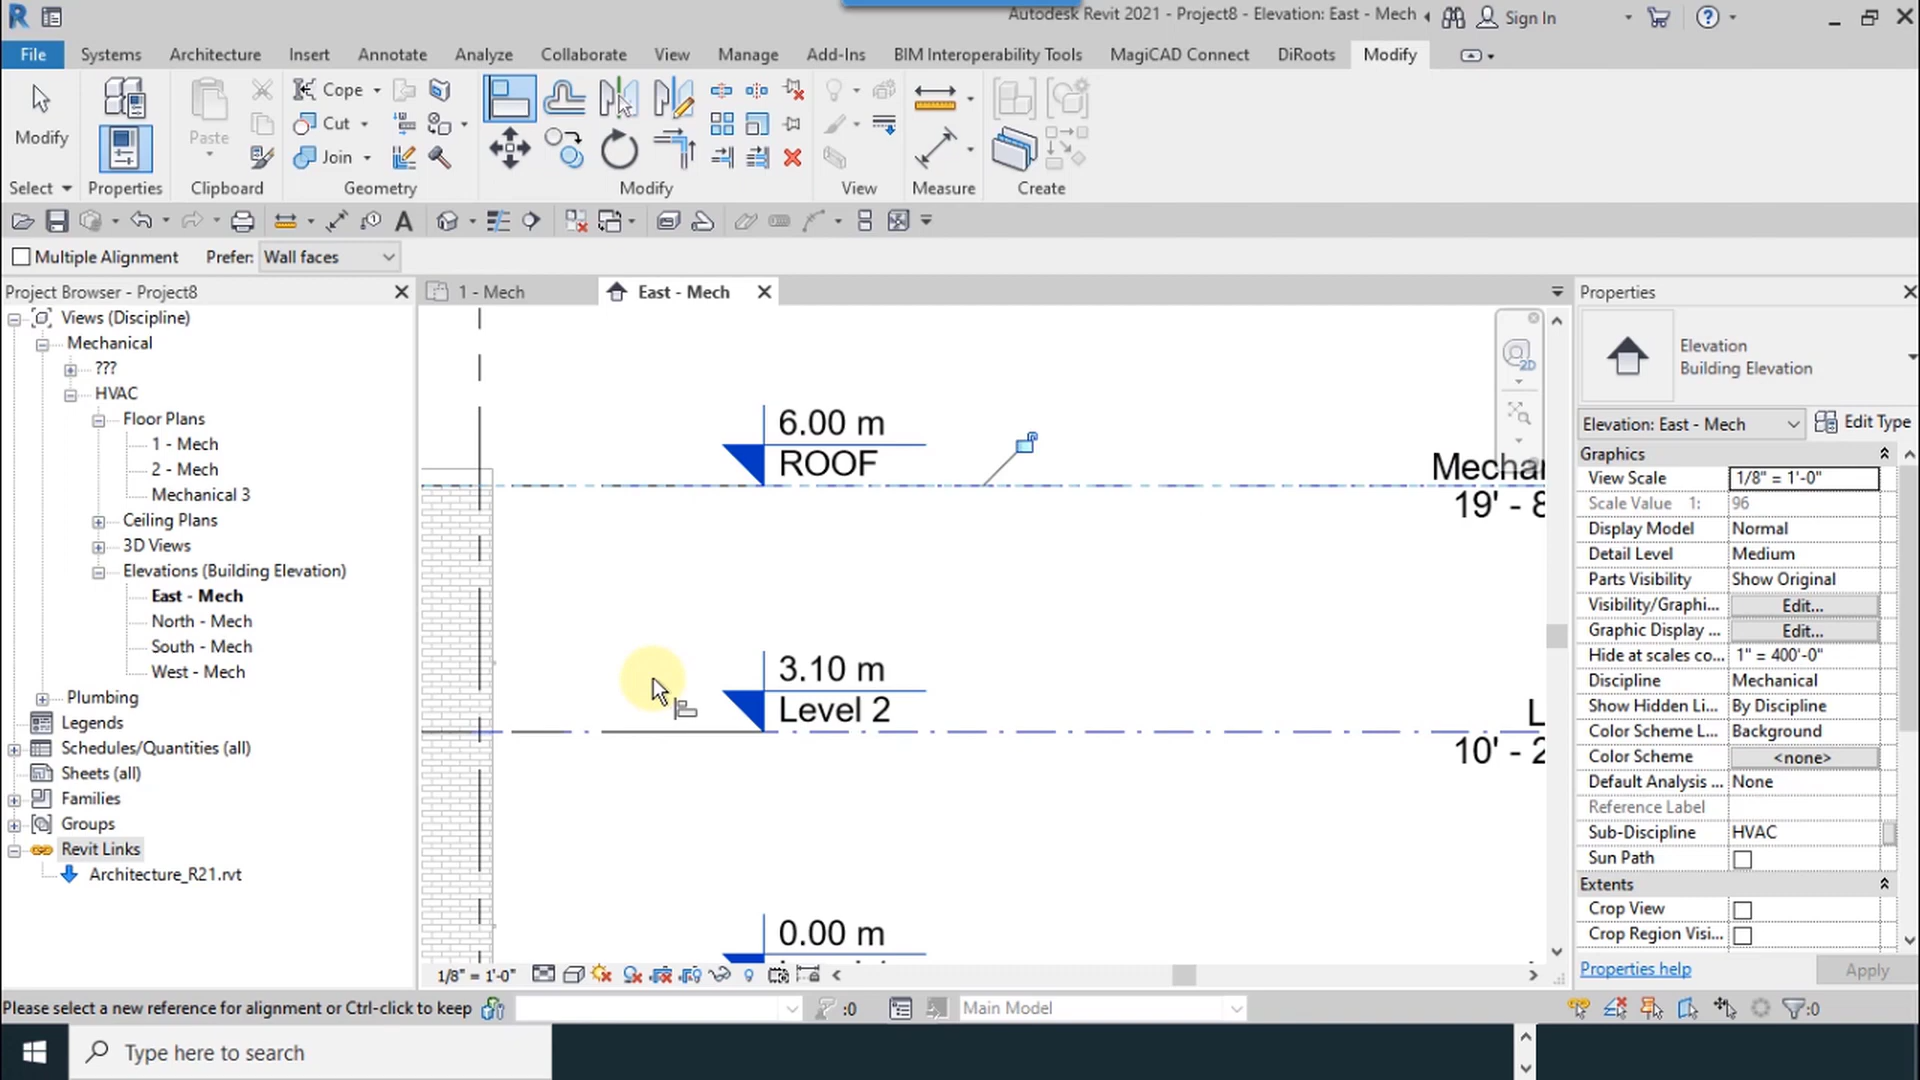 Autodesk Revit 2021 - Project8 - Elevation: East - Mech
Sign In
File Systems Architecture Insert Annotate Analyze Collaborate View Manage Add-Ins BIM Interoperability Tools MagiCAD Connect DiRoots Modify
Modify
Paste
Cope
Cut
Join
Select Properties Clipboard Geometry Modify View Measure Create
Multiple Alignment Prefer: Wall faces
Project Browser - Project8
Views (Discipline)
Mechanical
???
HVAC
Floor Plans
1 - Mech
2 - Mech
Mechanical 3
Ceiling Plans
3D Views
Elevations (Building Elevation)
East - Mech
North - Mech
South - Mech
West - Mech
Plumbing
Legends
Schedules/Quantities (all)
Sheets (all)
Families
Groups
Revit Links
Architecture_R21.rvt
1 - Mech
East - Mech
2D
6.00 m
ROOF
Mechar
19' - 8
3.10 m
Level 2
L
10' - 2
0.00 m
1/8" = 1'-0"
Properties
Elevation
Building Elevation
Elevation: East - Mech
Edit Type
Graphics
View Scale 1/8" = 1'-0"
Scale Value 1: 96
Display Model Normal
Detail Level Medium
Parts Visibility Show Original
Visibility/Graphi... Edit...
Graphic Display ... Edit...
Hide at scales co... 1" = 400'-0"
Discipline Mechanical
Show Hidden Li... By Discipline
Color Scheme L... Background
Color Scheme <none>
Default Analysis ... None
Reference Label
Sub-Discipline HVAC
Sun Path
Extents
Crop View
Crop Region Visi...
Properties help
Apply
Please select a new reference for alignment or Ctrl-click to keep
:0
Main Model
:0
Type here to search